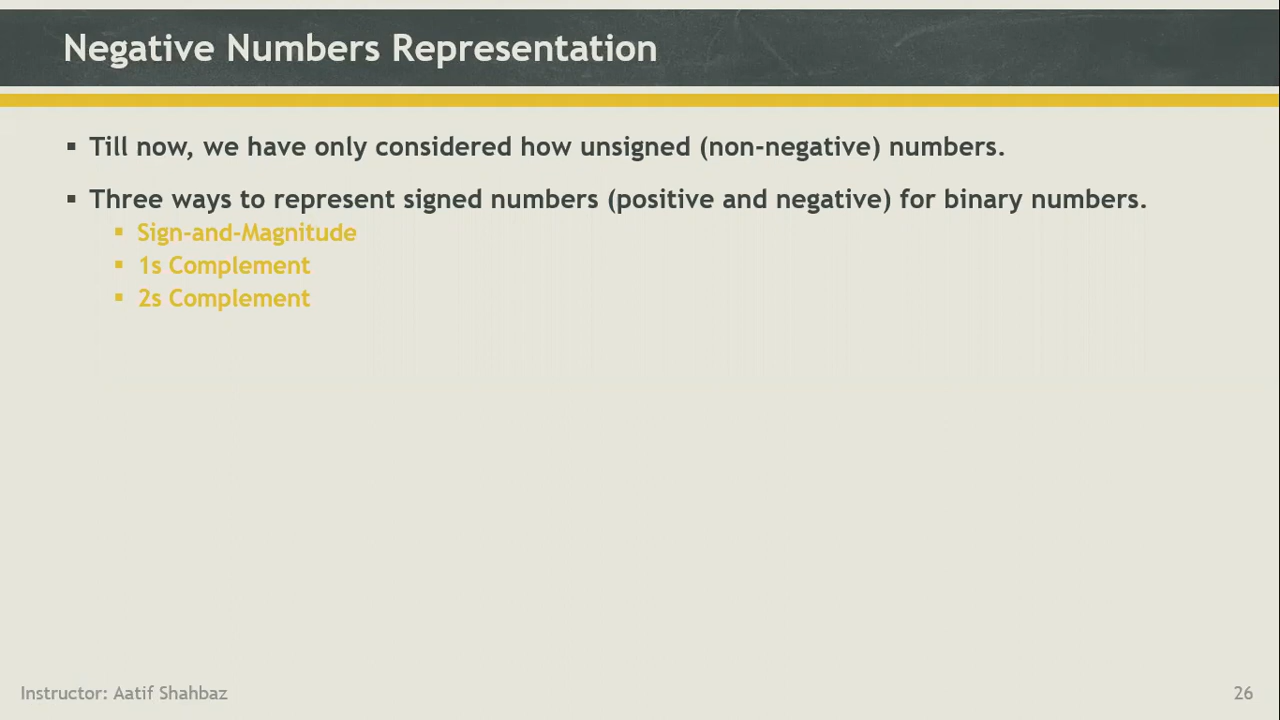 Negative Numbers Representation
▪ Till now, we have only considered how unsigned (non-negative) numbers.
▪ Three ways to represent signed numbers (positive and negative) for binary numbers.
▪ Sign-and-Magnitude
▪ 1s Complement
▪ 2s Complement
Instructor: Aatif Shahbaz
26